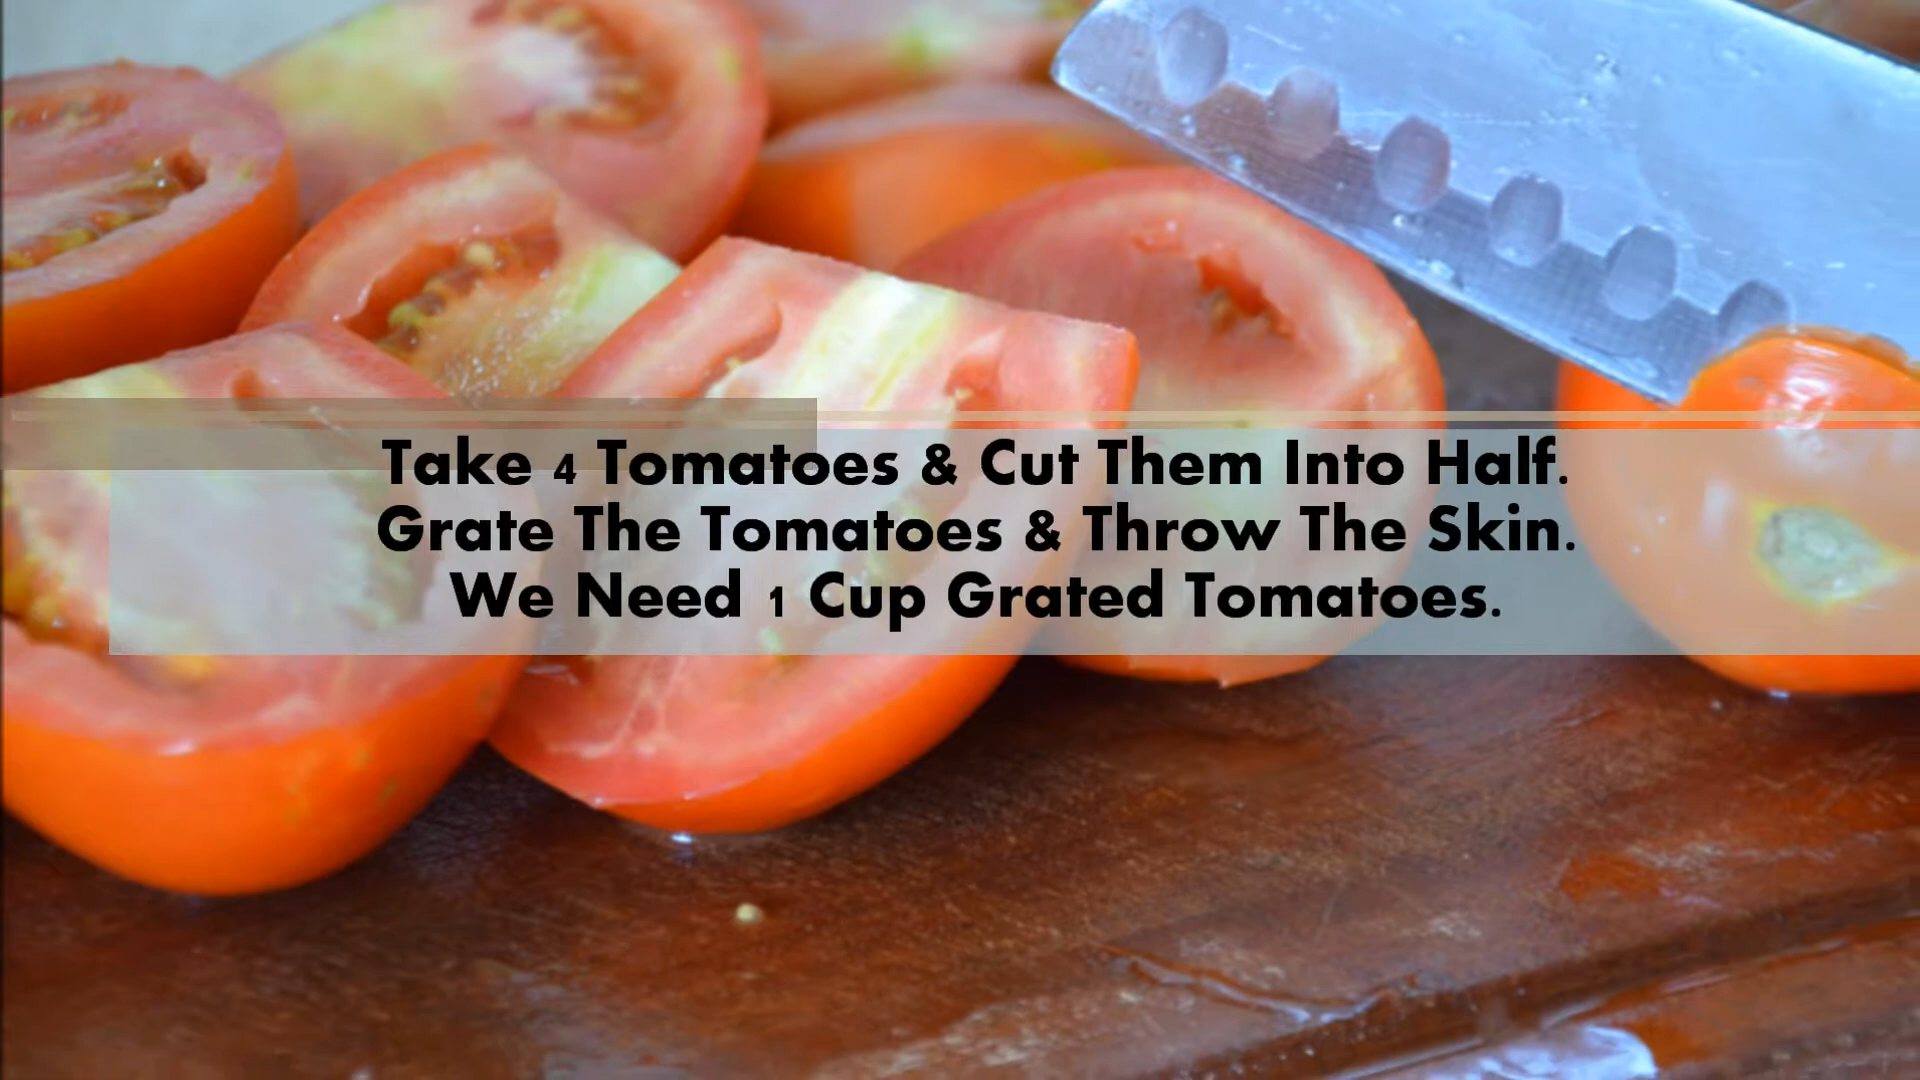 Take 4 Tomatoes & Cut Them Into Half.
Grate The Tomatoes & Throw The Skin.
We Need 1 Cup Grated Tomatoes.